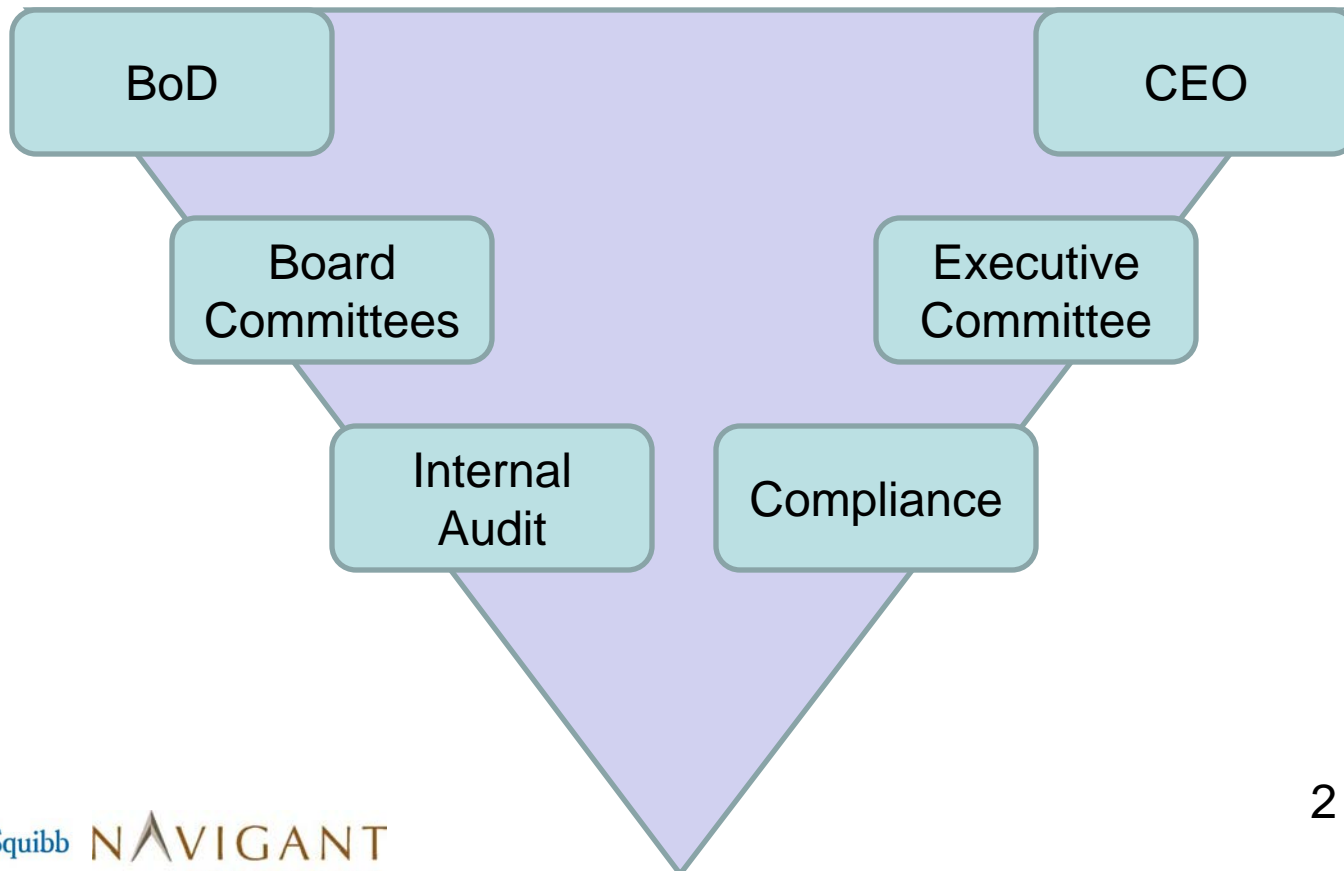 BoD
CEO
Board
Committees
Executive
Committee
Internal
Audit
Compliance
2
Squibb NAVIGANT